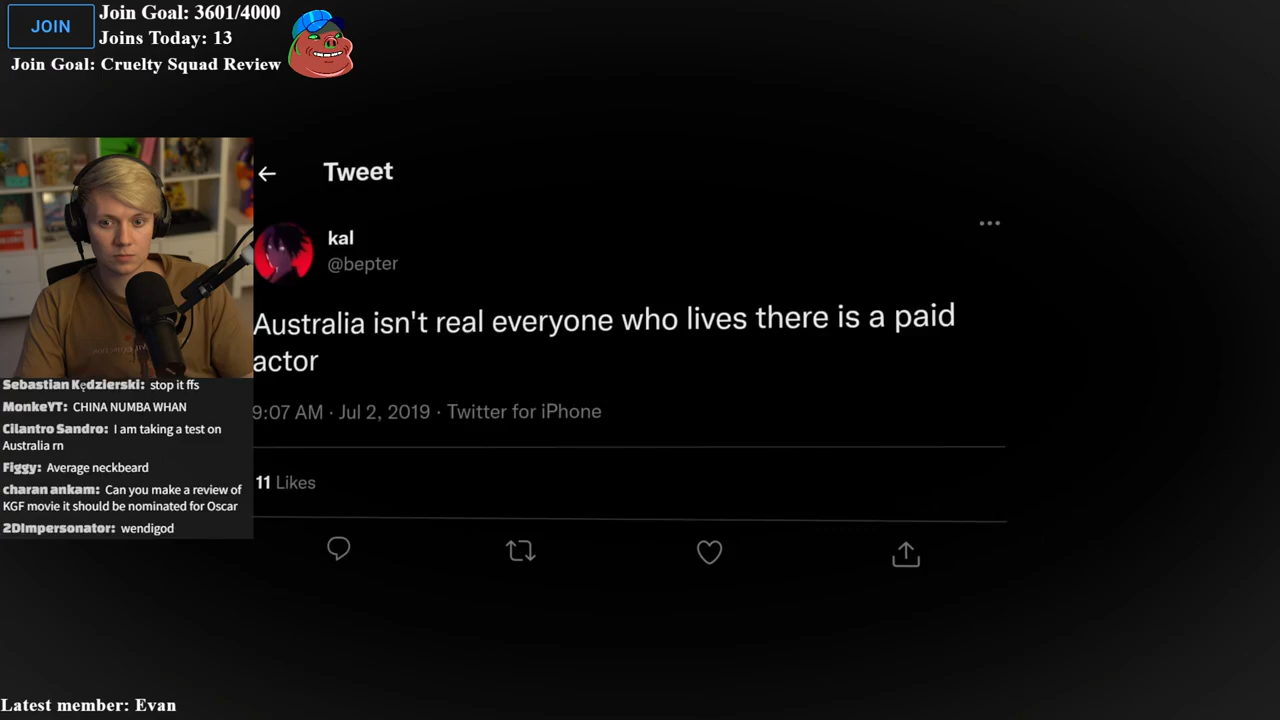 JOIN
Join Goal: 3601/4000
Joins Today: 13
Join Goal: Cruelty Squad Review
Tweet
kal
@bepter
Australia isn't real everyone who lives there is a paid
actor
9:07 AM · Jul 2, 2019 · Twitter for iPhone
11 Likes
Sebastian Kędzierski: stop it ffs
MonkeYT: CHINA NUMBA WHAN
Cilantro Sandro: I am taking a test on
Australia rn
Figgy: Average neckbeard
charan ankam: Can you make a review of
KGF movie it should be nominated for Oscar
2DImpersonator: wendigod
Latest member: Evan